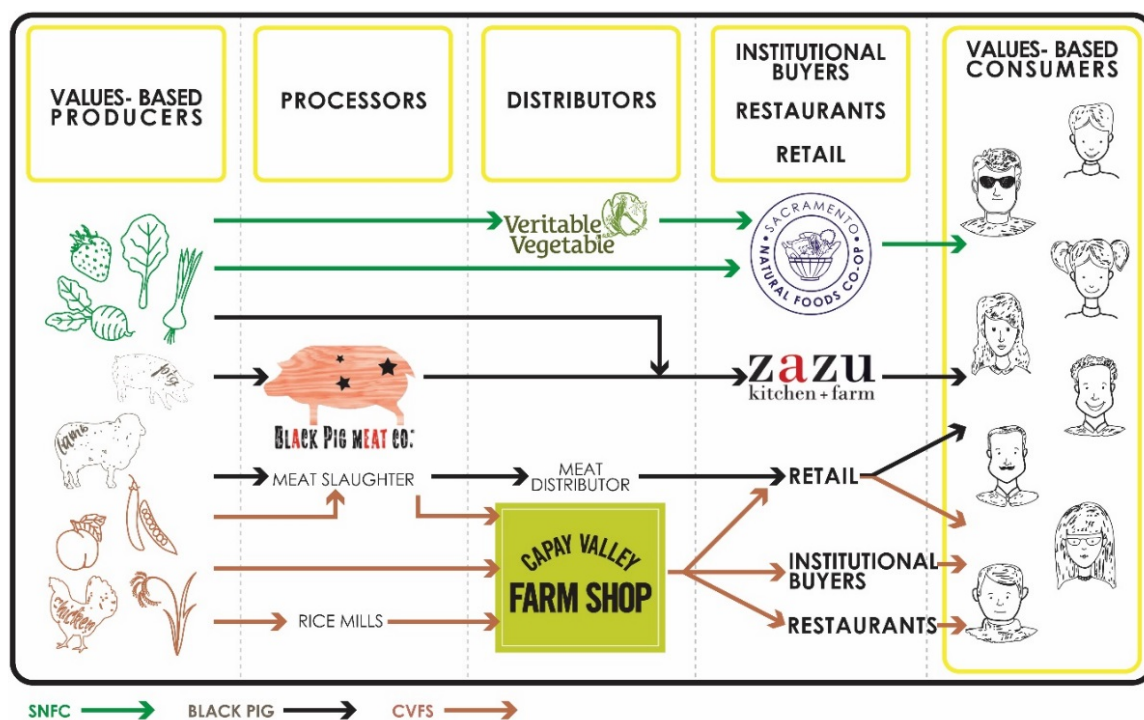 VALUES- BASED
PRODUCERS
PROCESSORS
DISTRIBUTORS
INSTITUTIONAL
BUYERS
RESTAURANTS
RETAIL
VALUES- BASED
CONSUMERS
Veritable
Vegetable
SACRAMENTO
NATURAL FOODS CO-OP
pig
BLACK PIG MEAT CO.
zazu
kitchen + farm
lamb
MEAT SLAUGHTER
MEAT
DISTRIBUTOR
RETAIL
CAPAY VALLEY
FARM SHOP
INSTITUTIONAL
BUYERS
chicken
RICE MILLS
RESTAURANTS
SNFC
BLACK PIG
CVFS